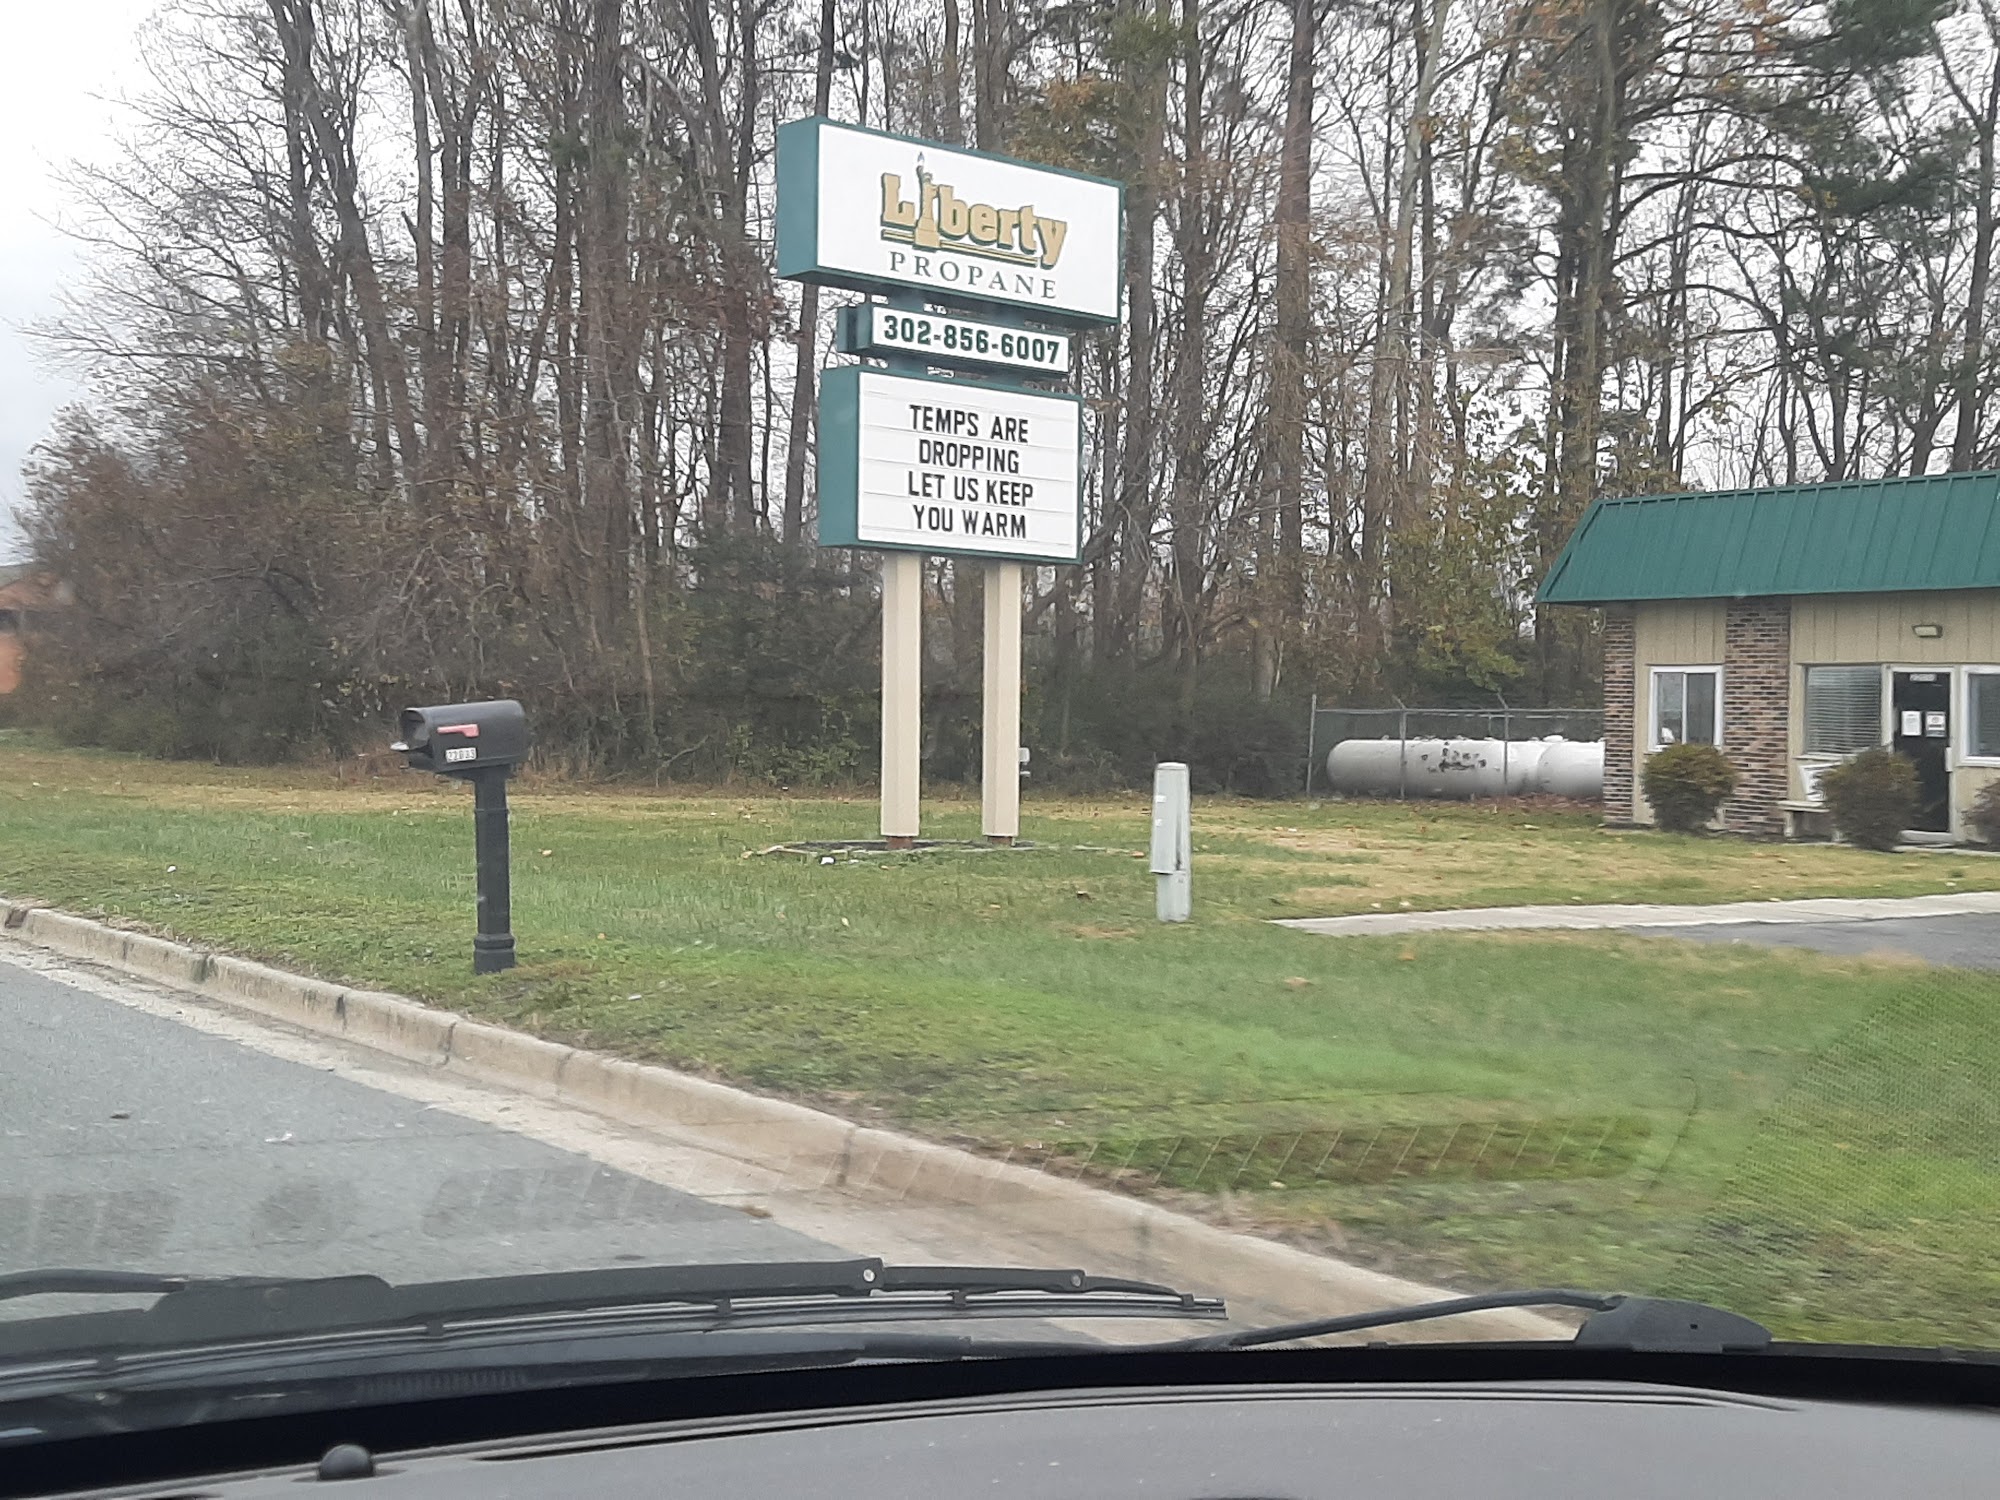 Liberty
PROPANE
302-856-6007
TEMPS ARE
DROPPING
LET US KEEP
YOU WARM